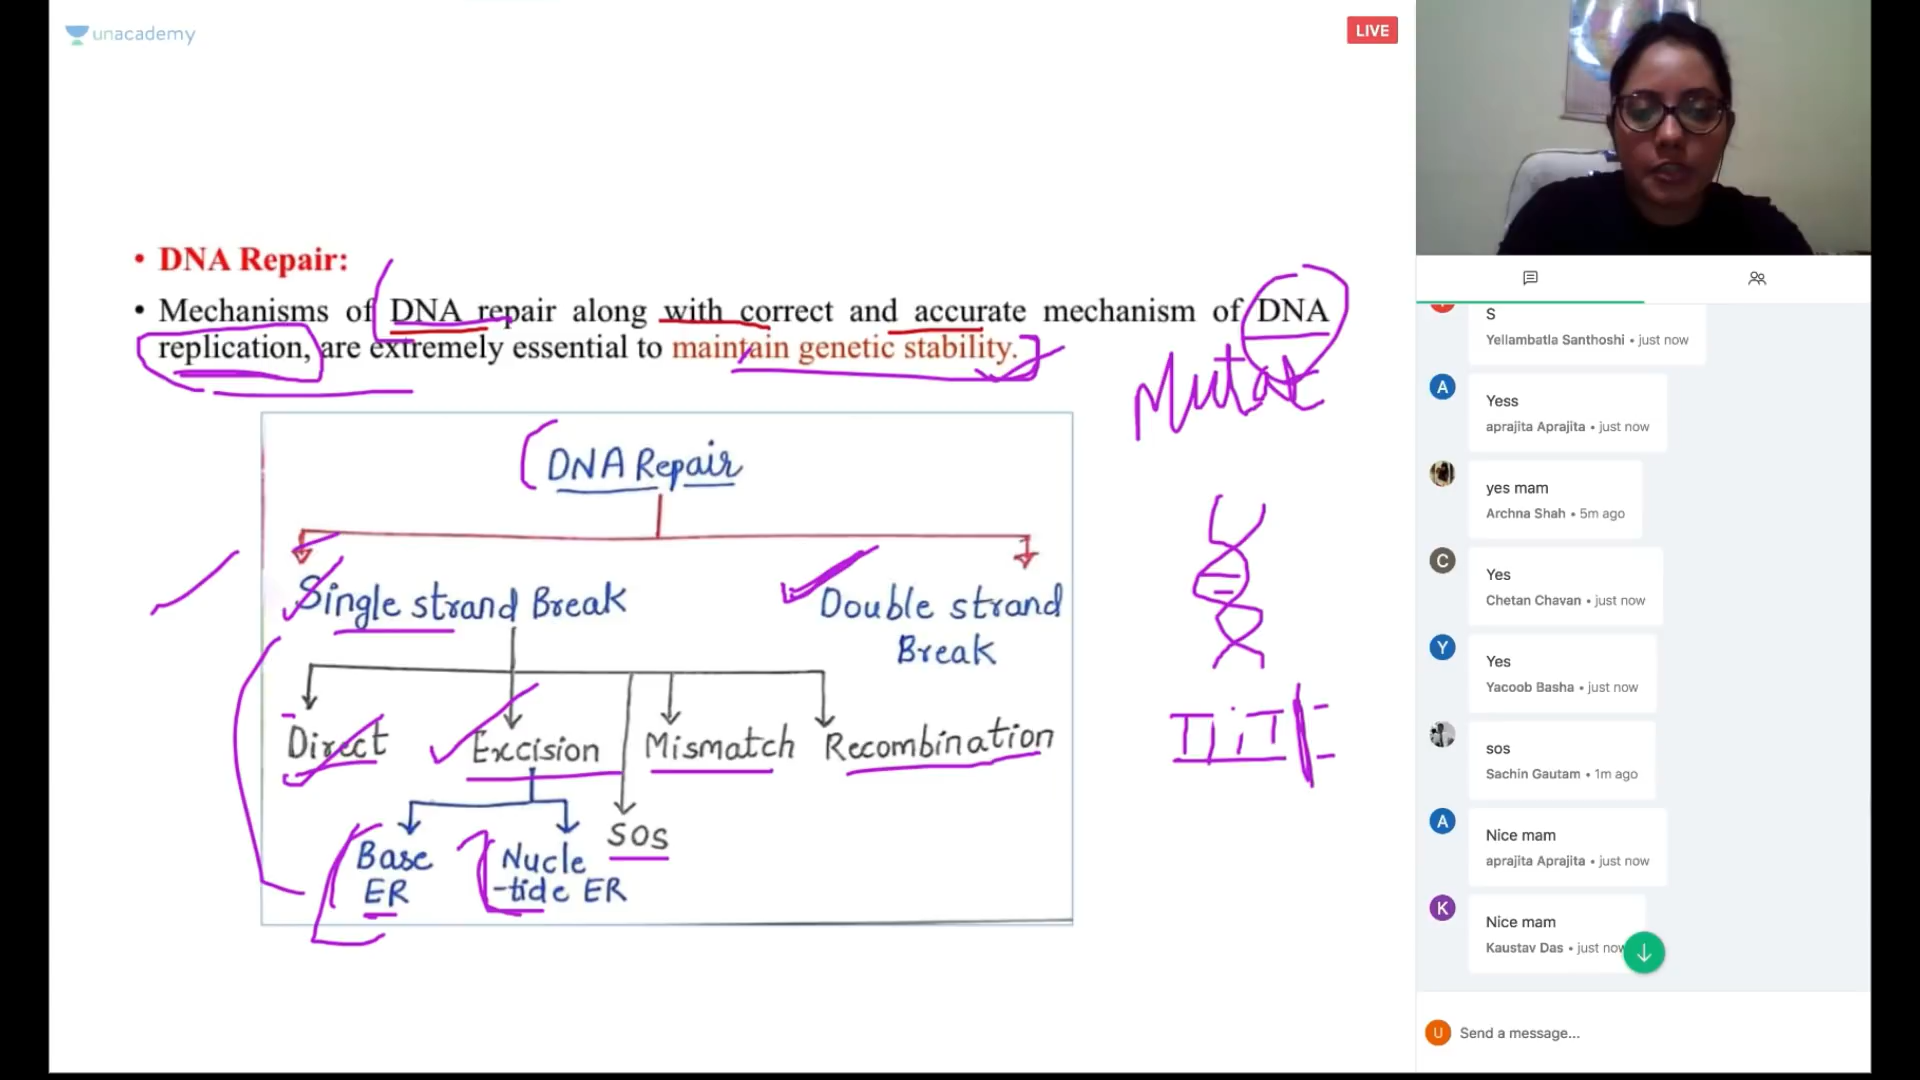 unacademy
LIVE
• DNA Repair:
• Mechanisms of DNA repair along with correct and accurate mechanism of DNA
replication, are extremely essential to maintain genetic stability.
Mutat
DNA Repair
Single strand Break
Double strand
Break
Direct
Excision
Mismatch
Recombination
Base
ER
Nucle
-tide ER
SOS
S
Yellambatla Santhoshi • just now
A
Yess
aprajita Aprajita • just now
yes mam
Archna Shah • 5m ago
C
Yes
Chetan Chavan • just now
Y
Yes
Yacoob Basha • just now
sos
Sachin Gautam • 1m ago
A
Nice mam
aprajita Aprajita • just now
K
Nice mam
Kaustav Das • just now
U
Send a message...